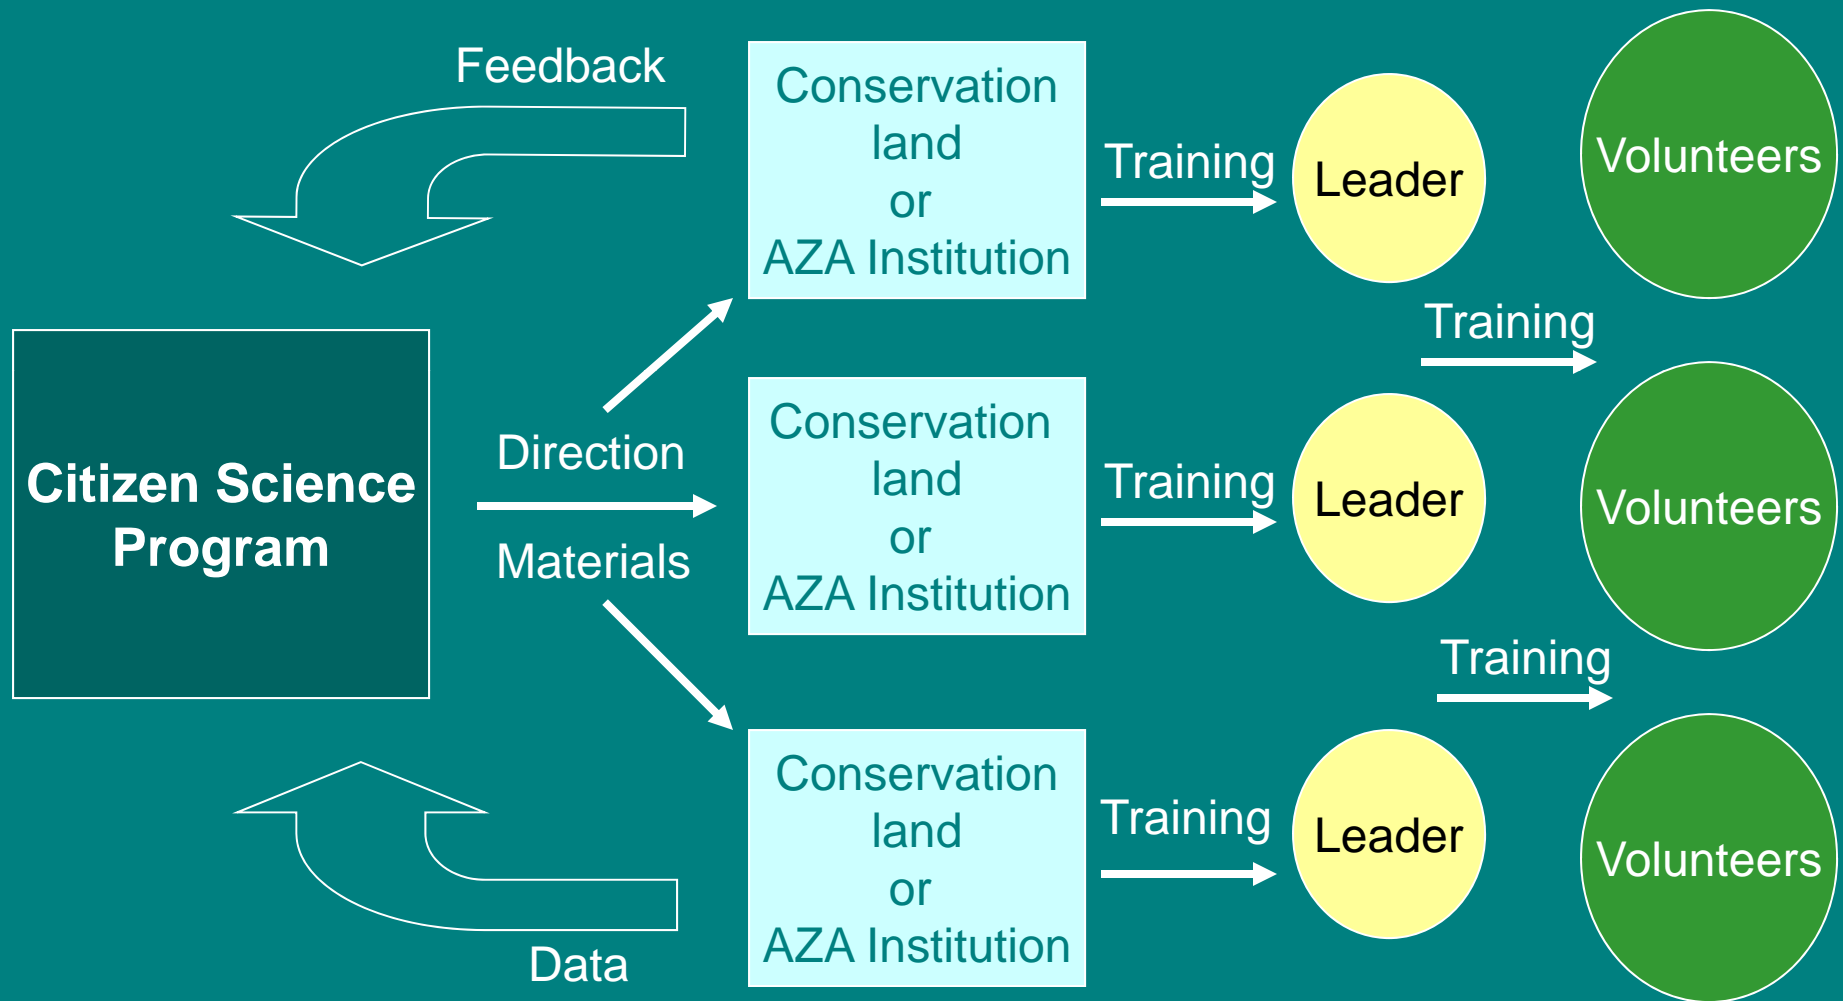 Feedback
Citizen Science
Program
Direction
Materials
Data
Conservation
land
or
AZA Institution
Training
Leader
Volunteers
Training
Conservation
land
or
AZA Institution
Training
Leader
Volunteers
Training
Conservation
land
or
AZA Institution
Training
Leader
Volunteers